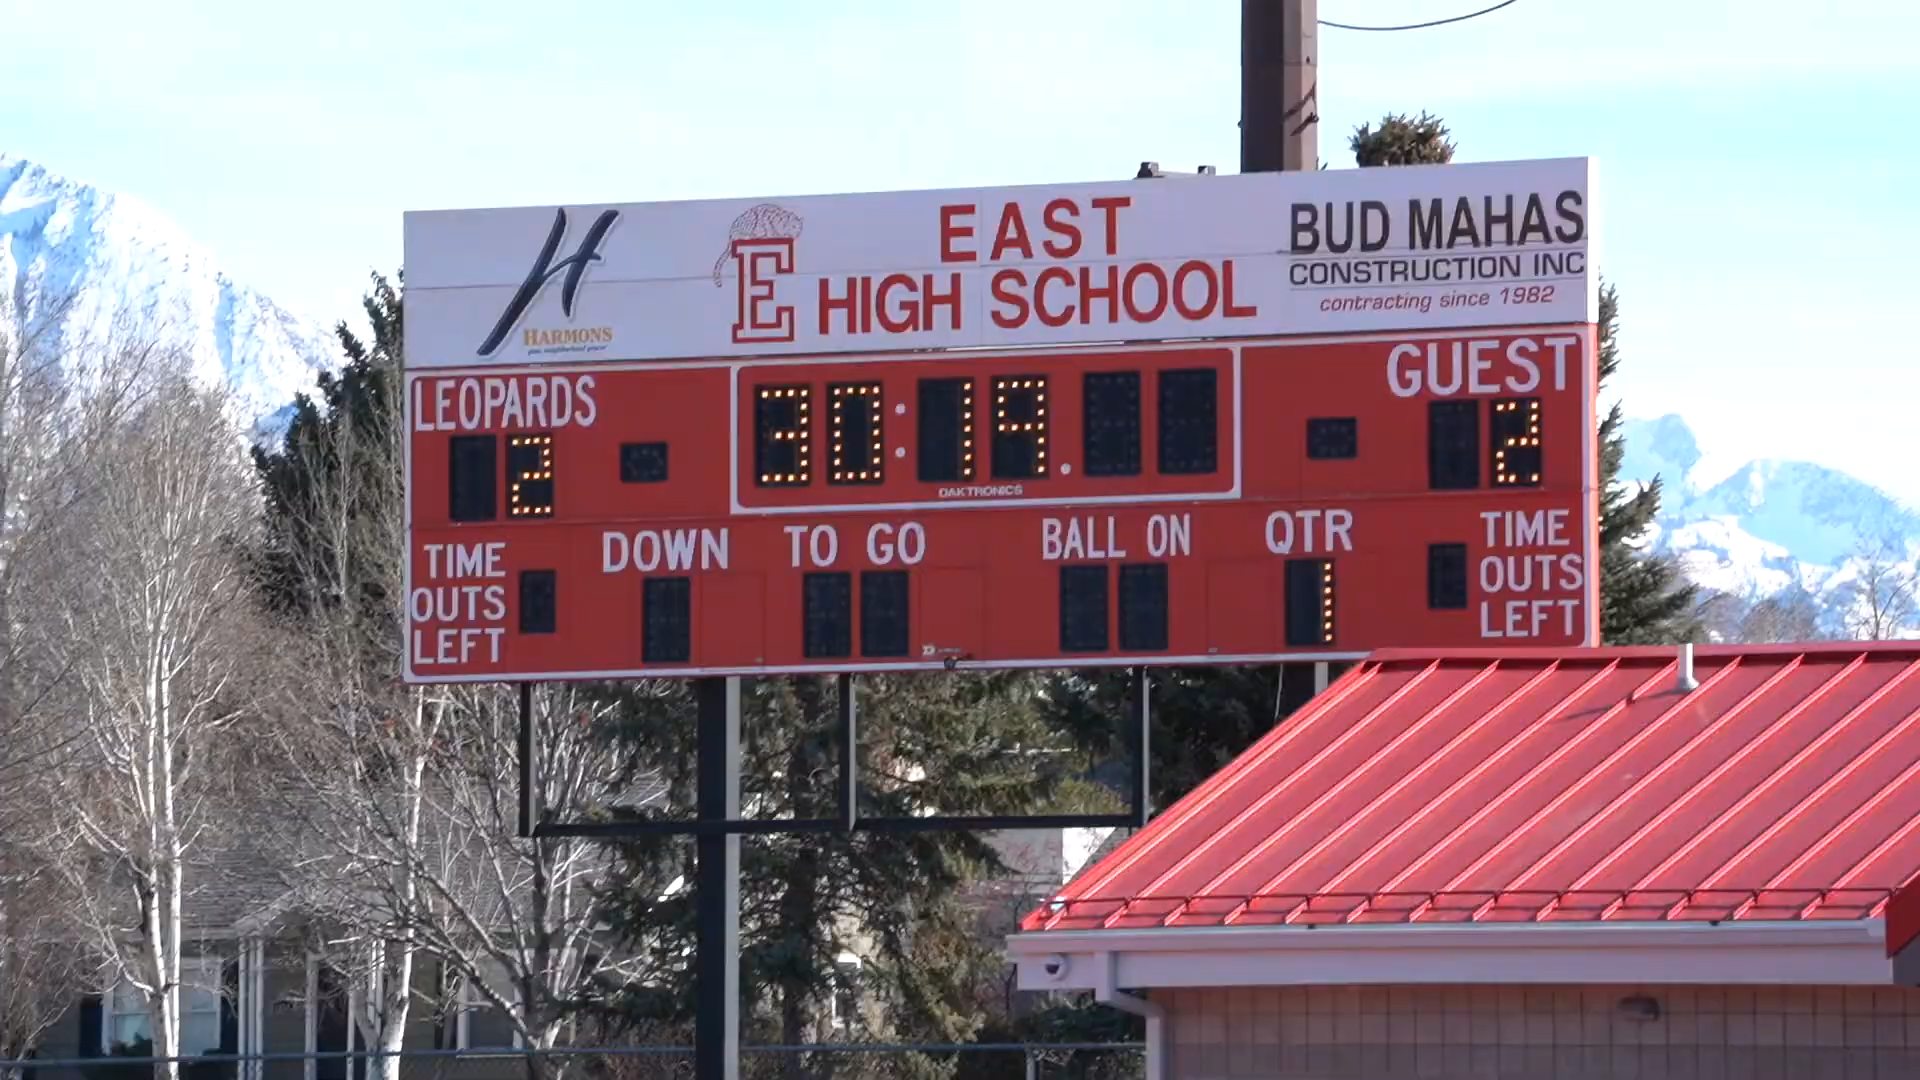 H
HARMONS
E
EAST
HIGH SCHOOL
BUD MAHAS
CONSTRUCTION INC
contracting since 1982
LEOPARDS
2
30:19.
DAKTRONICS
GUEST
2
TIME
OUTS
LEFT
DOWN
TO GO
BALL ON
QTR
1
TIME
OUTS
LEFT